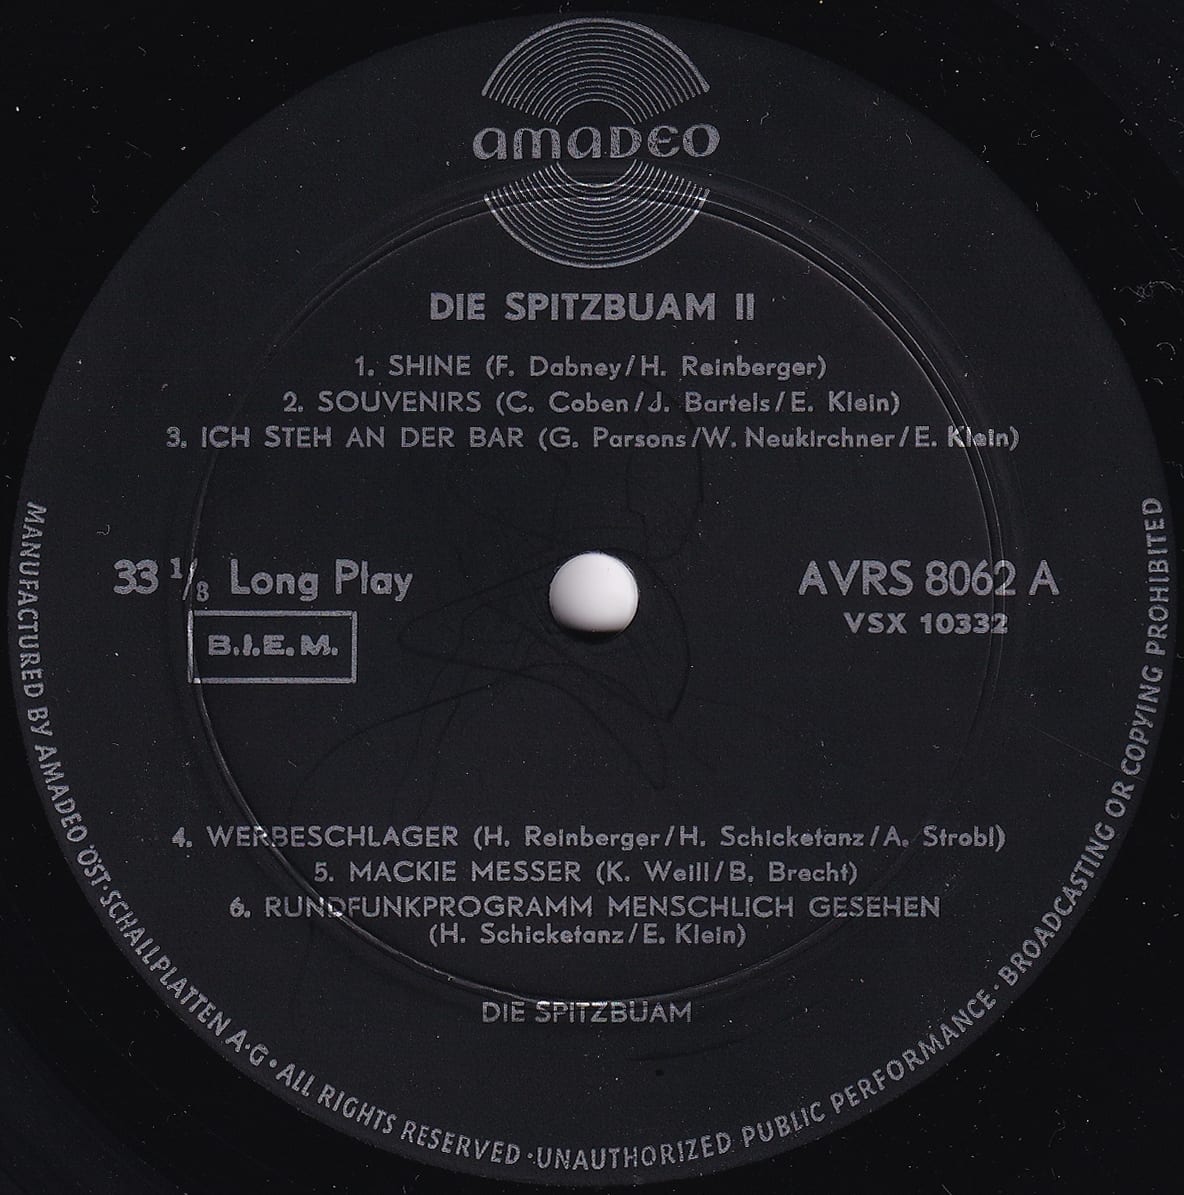 AMADEO
DIE SPITZBUAM II
1. SHINE (F. Dabney/H. Reinberger)
2. SOUVENIRS (C. Coben/J. Bartels/E. Klein)
3. ICH STEH AN DER BAR (G. Parsons/W. Neukirchner/E. Klein)
33 1/3 Long Play
B.I.E.M.
AVRS 8062 A
VSX 10332
4. WERBESCHLAGER (H. Reinberger/H. Schicketanz/A. Strobl)
5. MACKIE MESSER (K. Weill/B. Brecht)
6. RUNDFUNKPROGRAMM MENSCHLICH GESEHEN
(H. Schicketanz/E. Klein)
DIE SPITZBUAM
MANUFACTURED BY AMADEO ÖST·SCHALLPLATTEN A·G·ALL RIGHTS RESERVED·UNAUTHORIZED PUBLIC PERFORMANCE·BROADCASTING OR COPYING PROHIBITED